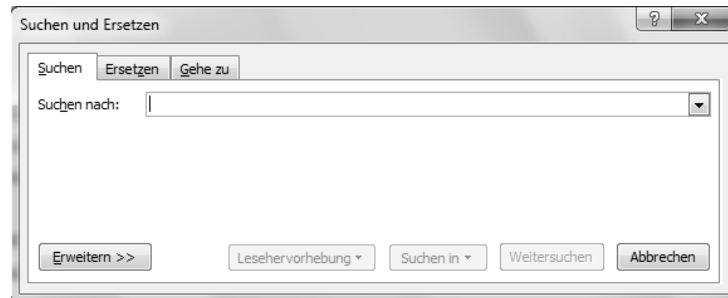 Suchen und Ersetzen
Suchen Ersetzen Gehe zu
Suchen nach:
Erweitern >> Lesehervorhebung Suchen in Weitersuchen Abbrechen